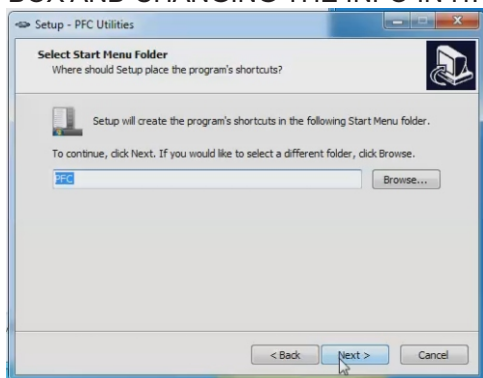 BOX AND CHANGING THE INFO IN
Setup - PFC Utilities
Select Start Menu Folder
Where should Setup place the program's shortcuts?
Setup will create the program's shortcuts in the following Start Menu folder.
To continue, click Next. If you would like to select a different folder, click Browse.
PFC
Browse...
< Back
Next >
Cancel